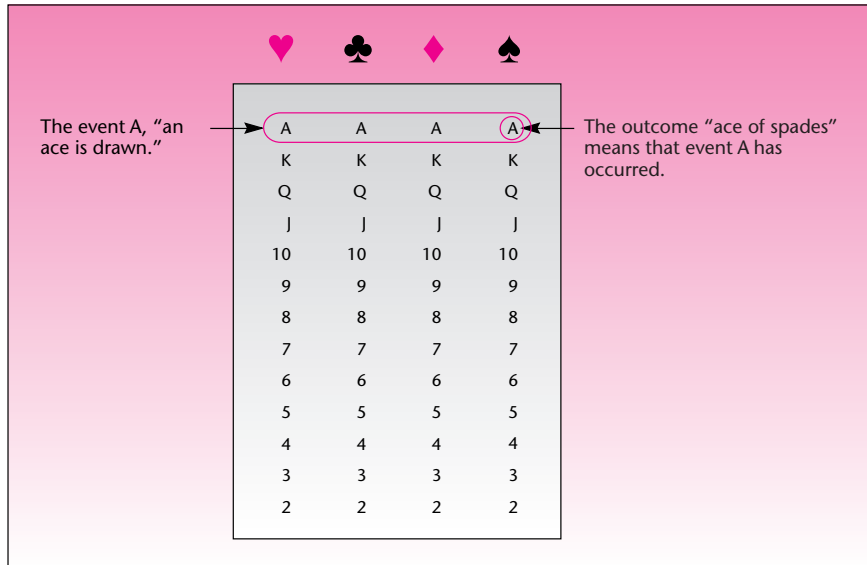 ♥ ♣ ♦ ♠
The event A, “an
ace is drawn.”
A A A A
K K K K
Q Q Q Q
J J J J
10 10 10 10
9 9 9 9
8 8 8 8
7 7 7 7
6 6 6 6
5 5 5 5
4 4 4 4
3 3 3 3
2 2 2 2
The outcome “ace of spades”
means that event A has
occurred.